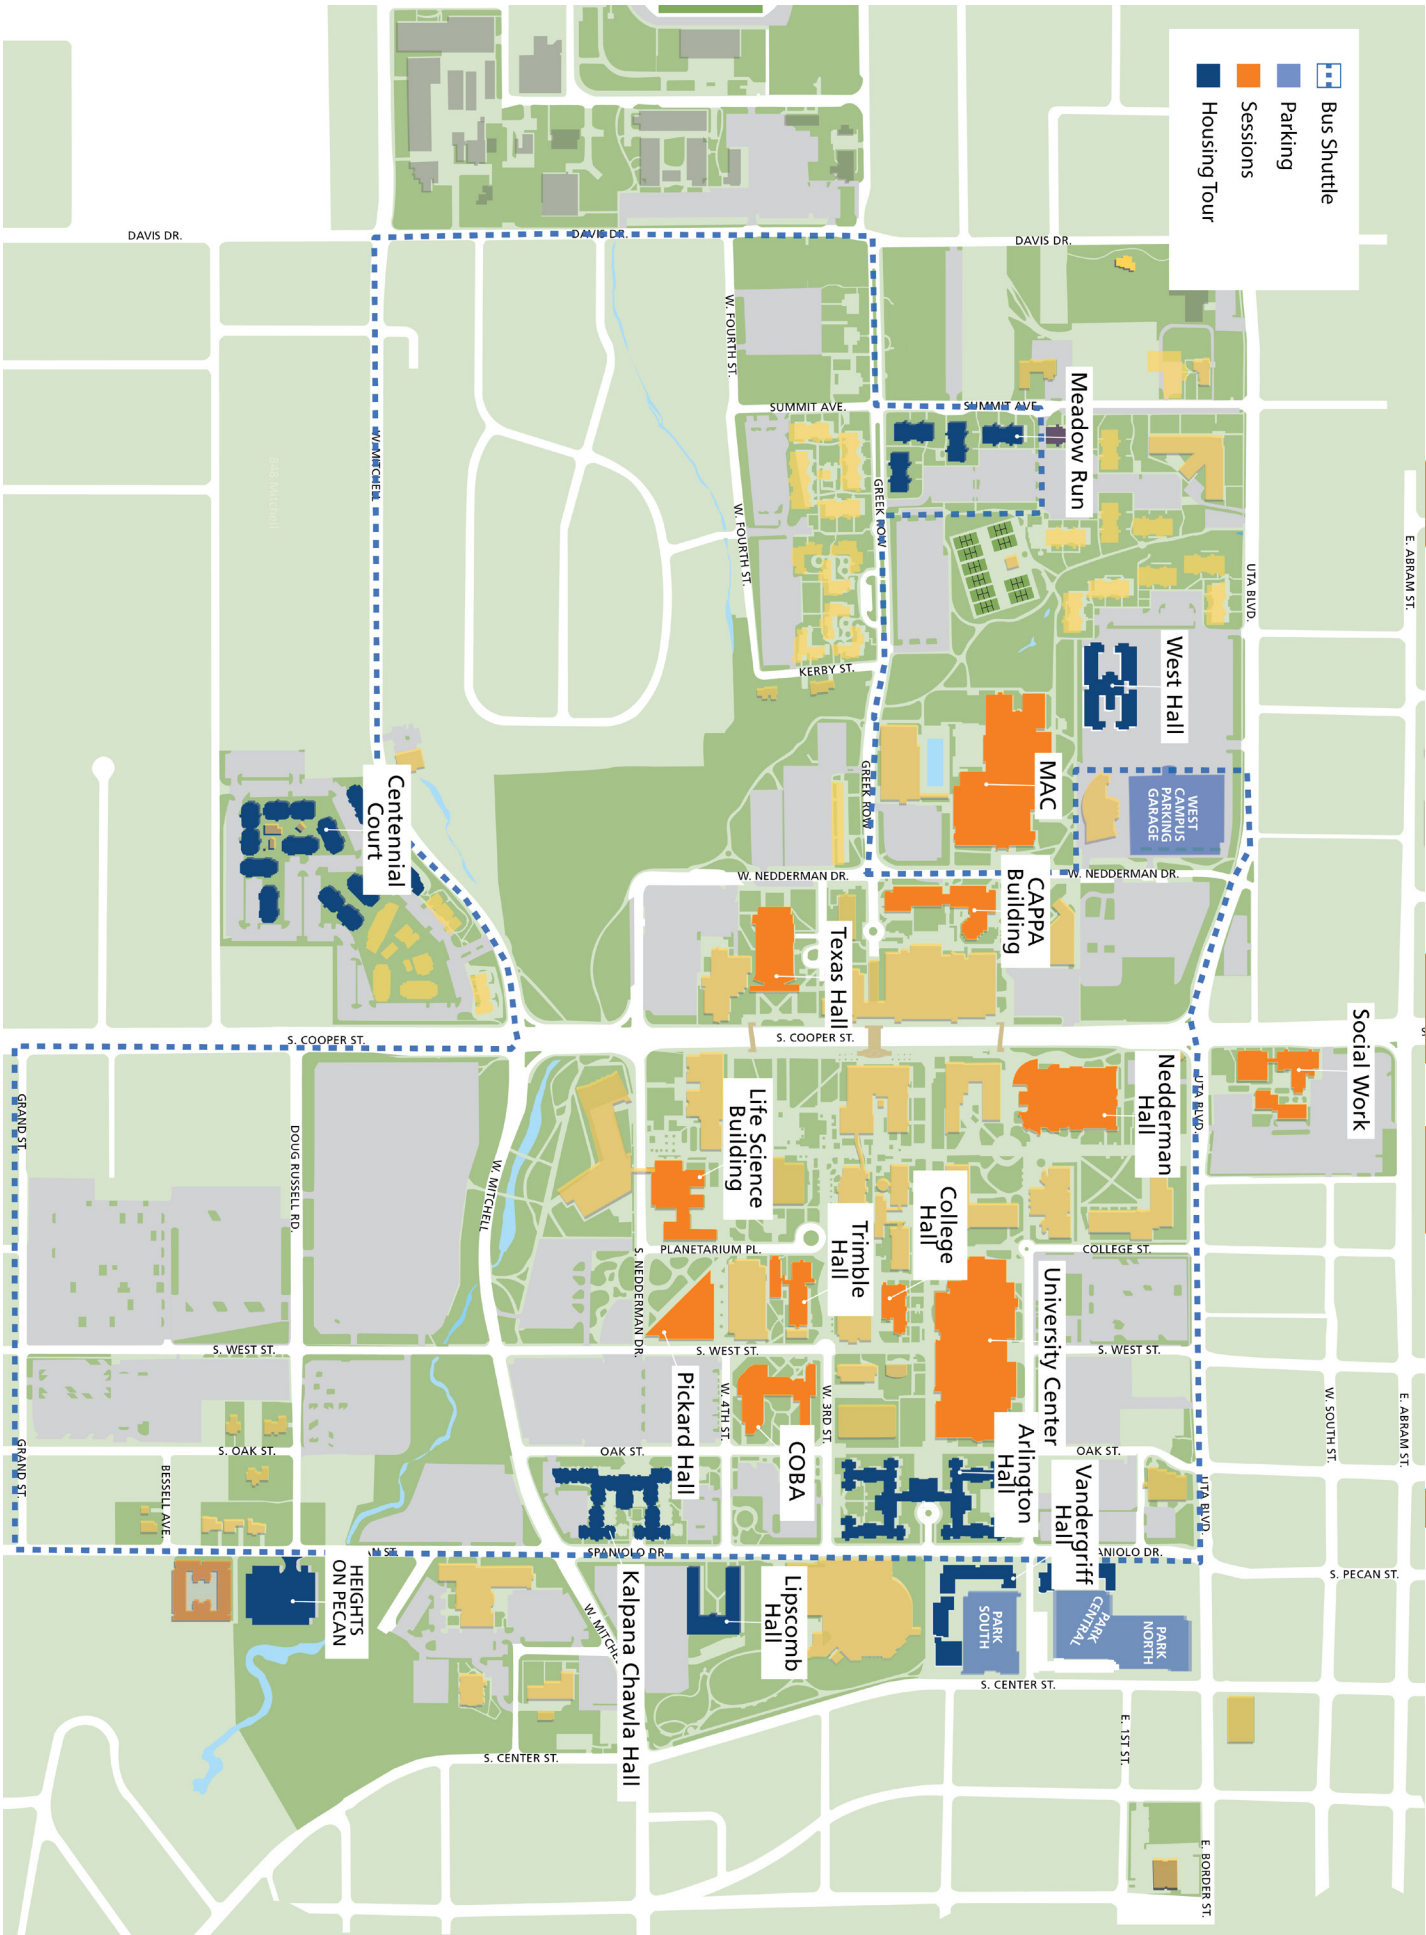 Bus Shuttle
Parking
Sessions
Housing Tour
DAVIS DR.
DAVIS DR.
DAVIS DR.
W. FOURTH ST.
SUMMIT AVE.
SUMMIT AVE.
Meadow Run
W. MITCHELL
GREEK ROW
W. FOURTH ST.
UTA BLVD.
E. ABRAM ST.
KERBY ST.
West Hall
MAC
WEST
CAMPUS
PARKING
GARAGE
GREEK ROW
Centennial
Court
W. NEDDERMAN DR.
W. NEDDERMAN DR.
CAPPA
Building
Texas Hall
S. COOPER ST.
S. COOPER ST.
Social Work
Nedderman
Hall
UTA BLVD.
Life Science
Building
GRAND ST.
DOUG RUSSELL RD.
W. MITCHELL
College
Hall
Trimble
Hall
PLANETARIUM PL.
COLLEGE ST.
S. NEDDERMAN DR.
University Center
S. WEST ST.
S. WEST ST.
S. WEST ST.
Pickard Hall
W. 4TH ST.
W. 3RD ST.
COBA
W. SOUTH ST.
E. ABRAM ST.
Arlington
Hall
S. OAK ST.
OAK ST.
OAK ST.
GRAND ST.
BESSELL AVE.
Vandergriff
Hall
UTA BLVD.
SPANIOLO DR.
ANIOLO DR.
S. PECAN ST.
HEIGHTS
ON PECAN
Kalpana Chawla Hall
Lipscomb
Hall
W. MITCHE
PARK
SOUTH
PARK
CENTRAL
PARK
NORTH
S. CENTER ST.
S. CENTER ST.
E. 1ST ST.
E. BORDER ST.